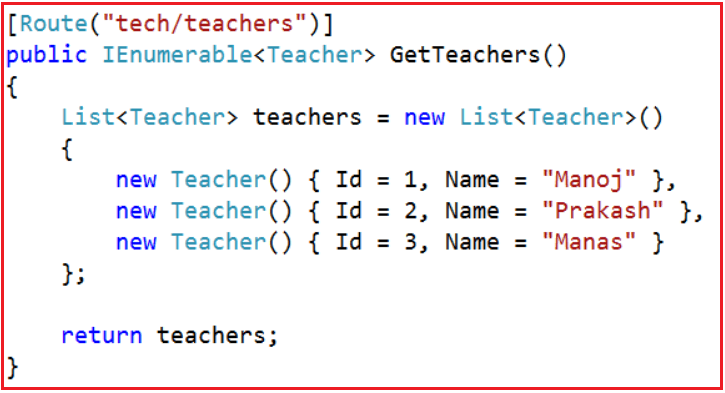 [Route("tech/teachers")]
public IEnumerable<Teacher> GetTeachers()
{
    List<Teacher> teachers = new List<Teacher>()
    {
        new Teacher() { Id = 1, Name = "Manoj" },
        new Teacher() { Id = 2, Name = "Prakash" },
        new Teacher() { Id = 3, Name = "Manas" }
    };

    return teachers;
}